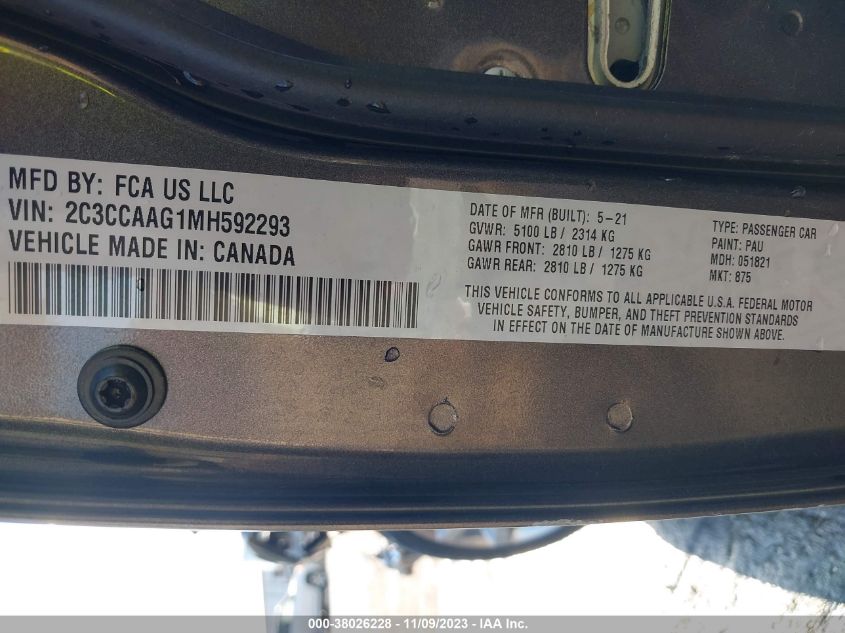 MFD BY: FCA US LLC
VIN: 2C3CCAAG1MH592293
VEHICLE MADE IN: CANADA
DATE OF MFR (BUILT): 5-21
GVWR: 5100 LB / 2314 KG
GAWR FRONT: 2810 LB / 1275 KG
GAWR REAR: 2810 LB / 1275 KG
TYPE: PASSENGER CAR
PAINT: PAU
MDH: 051821
MKT: 875
THIS VEHICLE CONFORMS TO ALL APPLICABLE U.S.A. FEDERAL MOTOR
VEHICLE SAFETY, BUMPER, AND THEFT PREVENTION STANDARDS
IN EFFECT ON THE DATE OF MANUFACTURE SHOWN ABOVE.
000-38026228 - 11/09/2023 - IAA Inc.